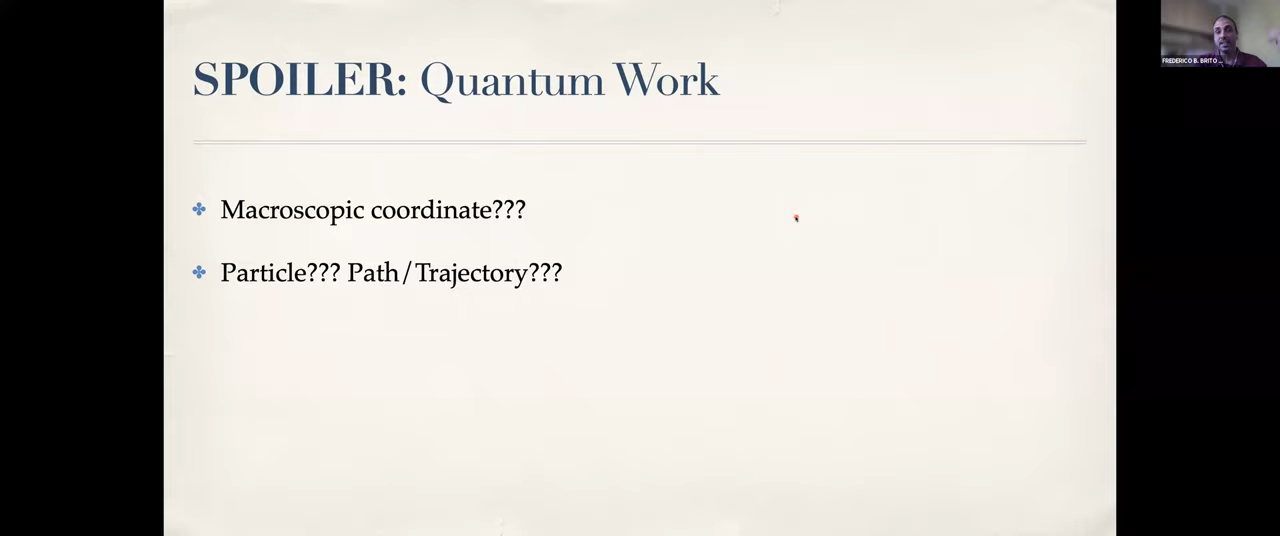 SPOILER: Quantum Work
FREDERICO B. BRITO ...
Macroscopic coordinate???
Particle??? Path/Trajectory???